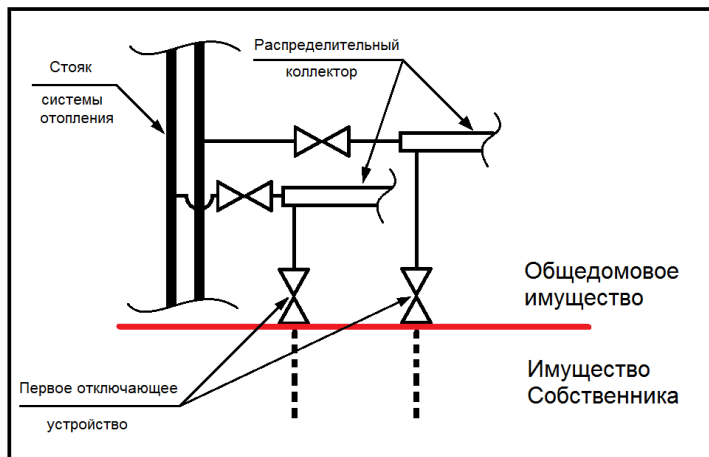 Распределительный
коллектор
Стояк
системы
отопления
Общедомовое
имущество
Имущество
Собственника
Первое отключающее
устройство